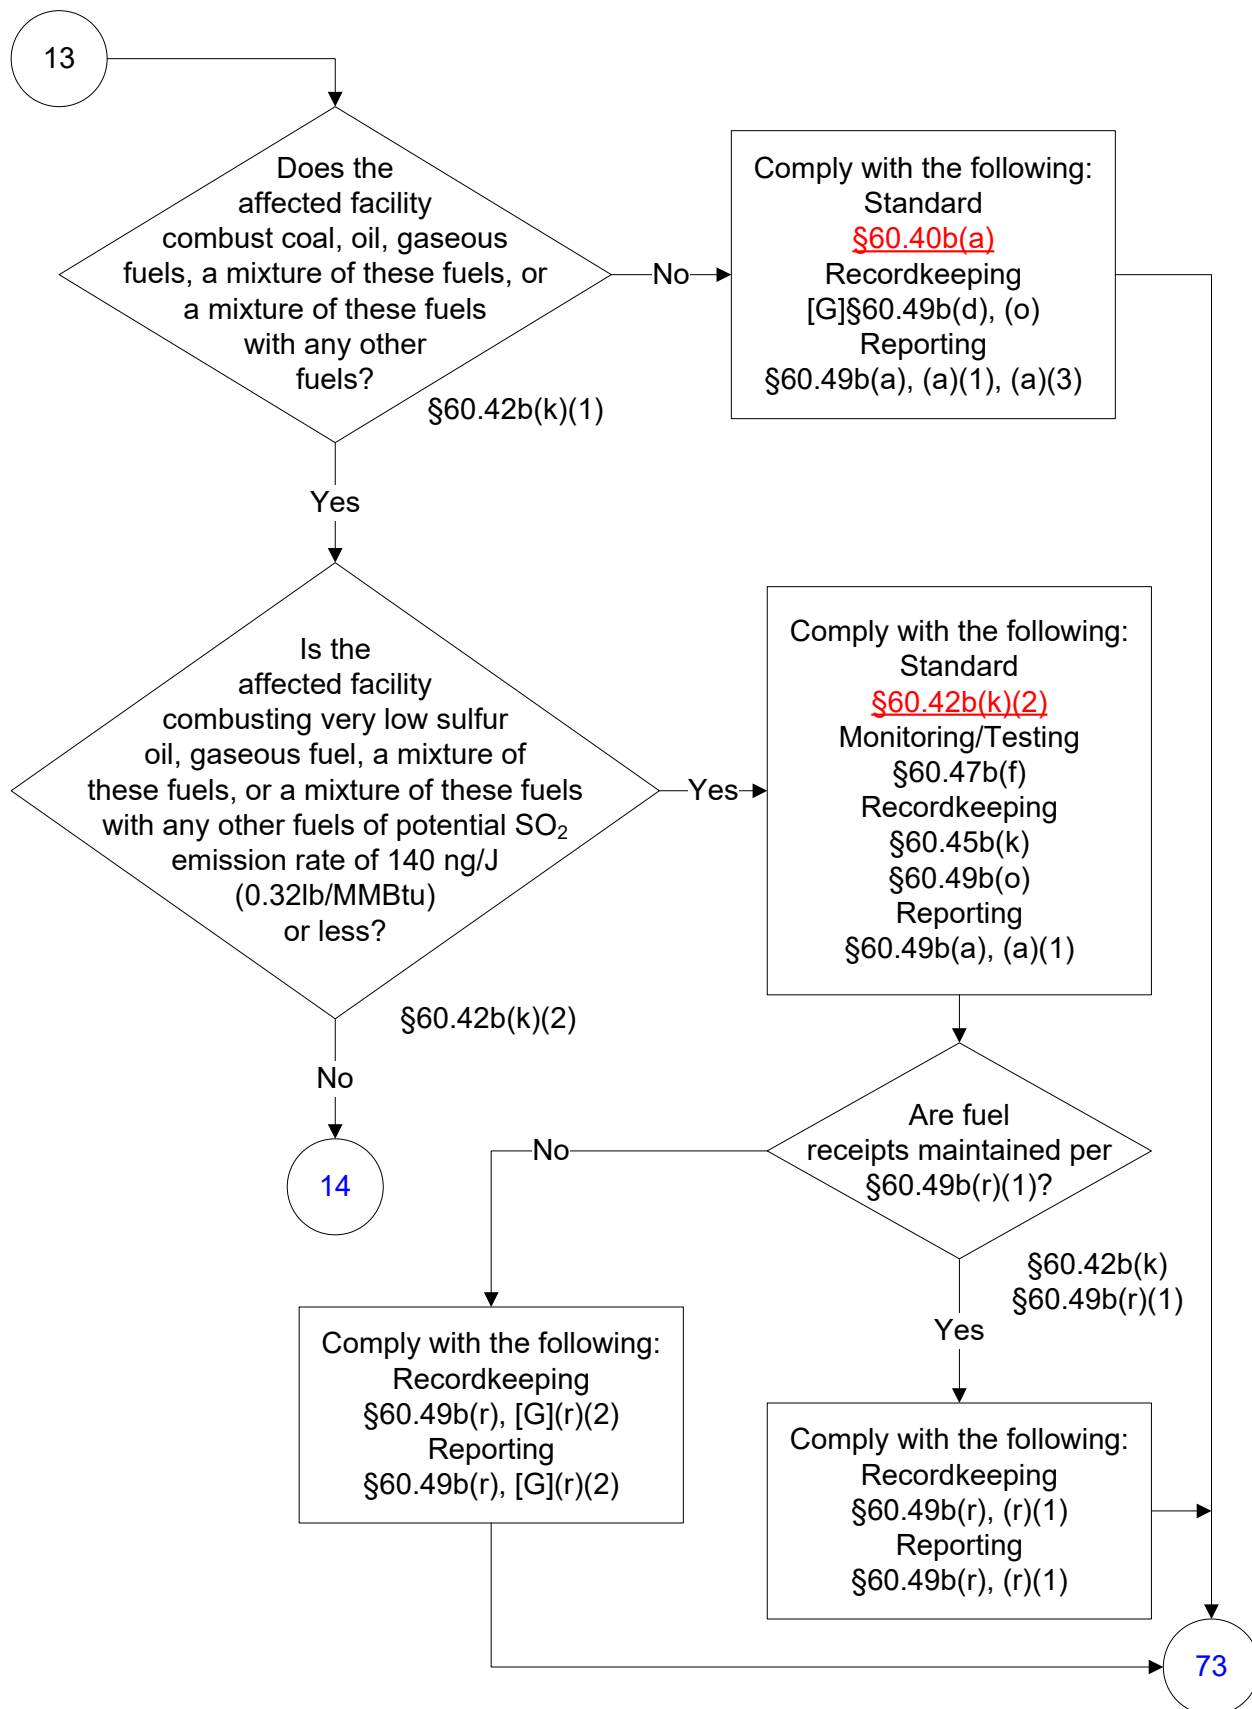 13
Does the
affected facility
combust coal, oil, gaseous
fuels, a mixture of these fuels, or
a mixture of these fuels
with any other
fuels?
§60.42b(k)(1)
No
Comply with the following:
Standard
§60.40b(a)
Recordkeeping
[G]§60.49b(d), (o)
Reporting
§60.49b(a), (a)(1), (a)(3)
Yes
Is the
affected facility
combusting very low sulfur
oil, gaseous fuel, a mixture of
these fuels, or a mixture of these fuels
with any other fuels of potential SO₂
emission rate of 140 ng/J
(0.32lb/MMBtu)
or less?
§60.42b(k)(2)
Yes
Comply with the following:
Standard
§60.42b(k)(2)
Monitoring/Testing
§60.47b(f)
Recordkeeping
§60.45b(k)
§60.49b(o)
Reporting
§60.49b(a), (a)(1)
No
14
Are fuel
receipts maintained per
§60.49b(r)(1)?
§60.42b(k)
§60.49b(r)(1)
No
Comply with the following:
Recordkeeping
§60.49b(r), [G](r)(2)
Reporting
§60.49b(r), [G](r)(2)
Yes
Comply with the following:
Recordkeeping
§60.49b(r), (r)(1)
Reporting
§60.49b(r), (r)(1)
73